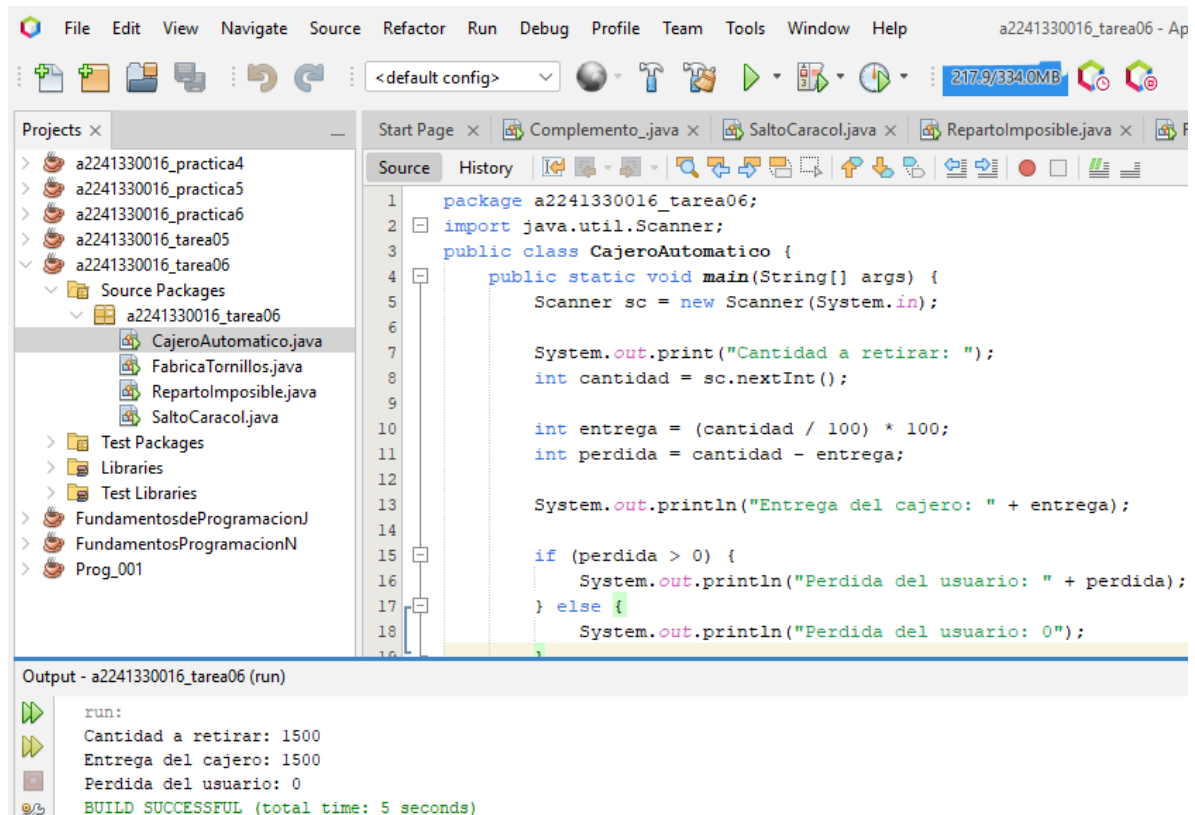 File Edit View Navigate Source Refactor Run Debug Profile Team Tools Window Help a2241330016_tarea06 - Ap
<default config> 217.9/334.0MB
Projects
Start Page Complemento_.java SaltoCaracol.java RepartoImposible.java
a2241330016_practica4
a2241330016_practica5
a2241330016_practica6
a2241330016_tarea05
a2241330016_tarea06
Source Packages
a2241330016_tarea06
CajeroAutomatico.java
FabricaTornillos.java
RepartoImposible.java
SaltoCaracol.java
Test Packages
Libraries
Test Libraries
FundamentosdeProgramacionJ
FundamentosProgramacionN
Prog_001
Source History
1 package a2241330016_tarea06;
2 import java.util.Scanner;
3 public class CajeroAutomatico {
4 public static void main(String[] args) {
5 Scanner sc = new Scanner(System.in);
6
7 System.out.print("Cantidad a retirar: ");
8 int cantidad = sc.nextInt();
9
10 int entrega = (cantidad / 100) * 100;
11 int perdida = cantidad - entrega;
12
13 System.out.println("Entrega del cajero: " + entrega);
14
15 if (perdida > 0) {
16 System.out.println("Perdida del usuario: " + perdida);
17 } else {
18 System.out.println("Perdida del usuario: 0");
19 }
Output - a2241330016_tarea06 (run)
run:
Cantidad a retirar: 1500
Entrega del cajero: 1500
Perdida del usuario: 0
BUILD SUCCESSFUL (total time: 5 seconds)